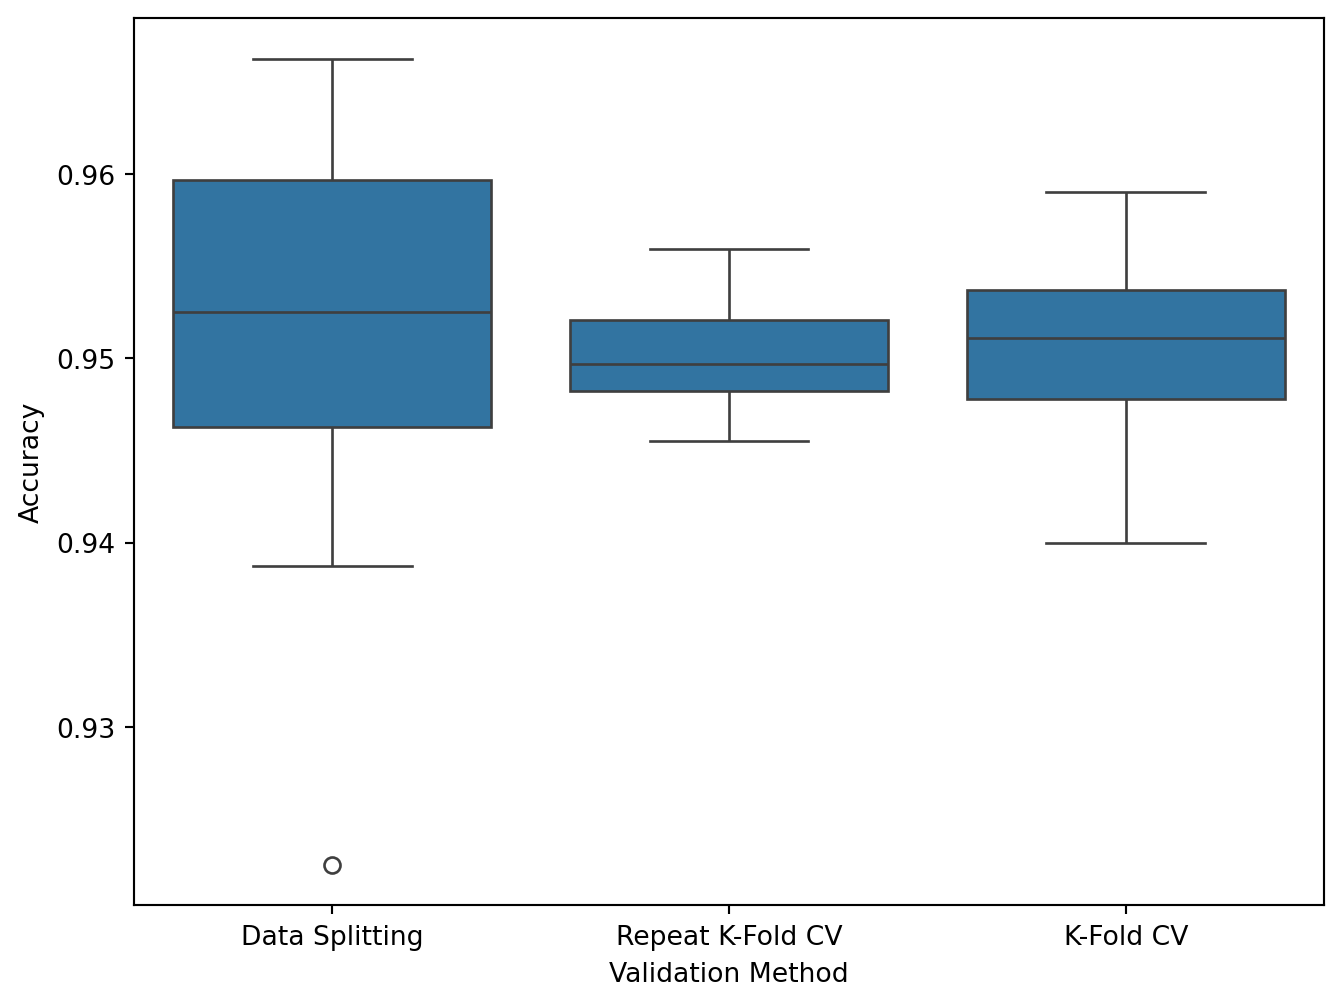 0.96
0.95
0.94
0.93
Accuracy
Data Splitting
Repeat K-Fold CV
K-Fold CV
Validation Method